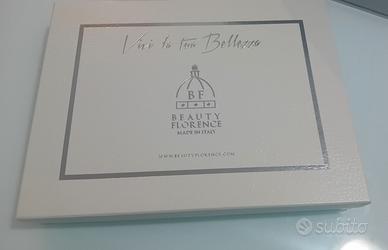 Vivi la tua Bellezza
BF
BEAUTY
FLORENCE
MADE IN ITALY
WWW.BEAUTYFLORENCE.COM
subito